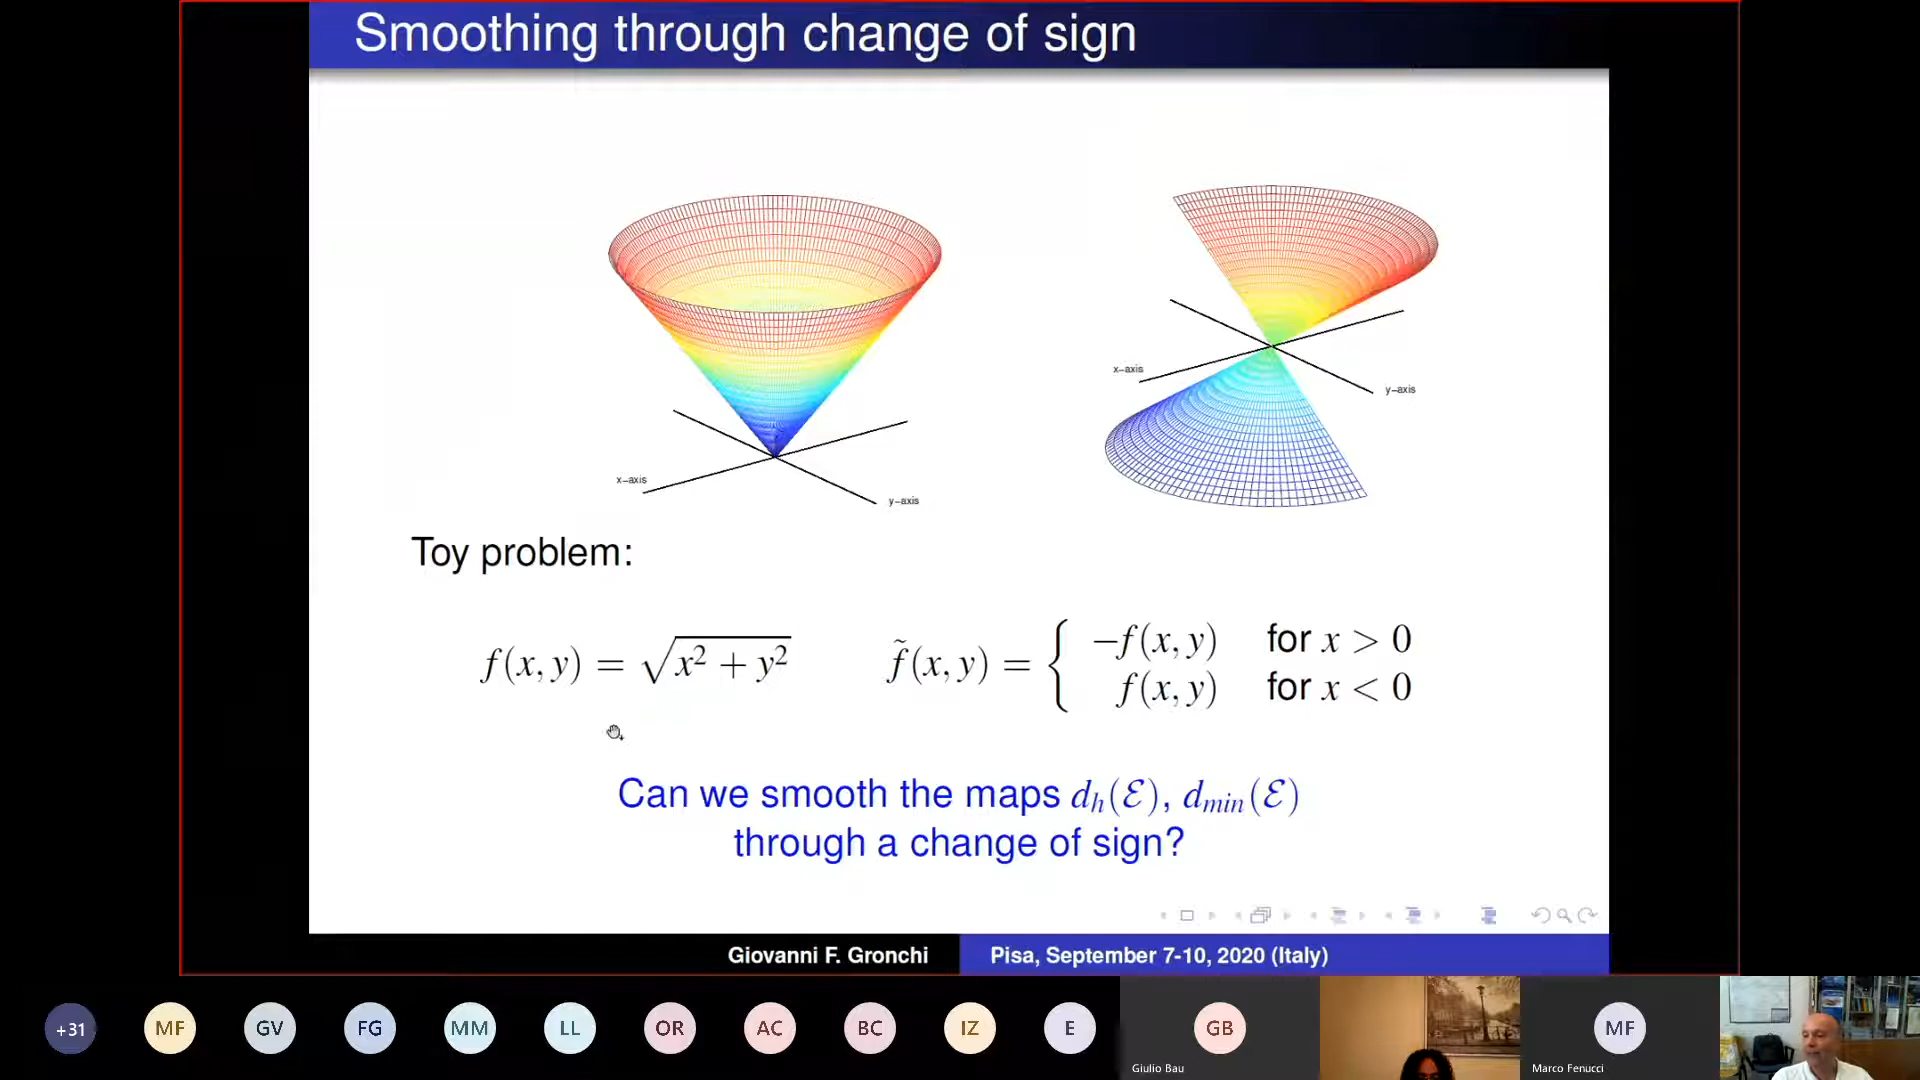 Smoothing through change of sign
x–axis
y–axis
x–axis
y–axis
Toy problem:
f(x, y) = √(x² + y²)
f̃(x, y) = { −f(x, y) for x > 0
f(x, y) for x < 0
Can we smooth the maps d_h(ℰ), d_min(ℰ)
through a change of sign?
Giovanni F. Gronchi
Pisa, September 7-10, 2020 (Italy)
+31
MF
GV
FG
MM
LL
OR
AC
BC
IZ
E
GB
Giulio Bau
MF
Marco Fenucci